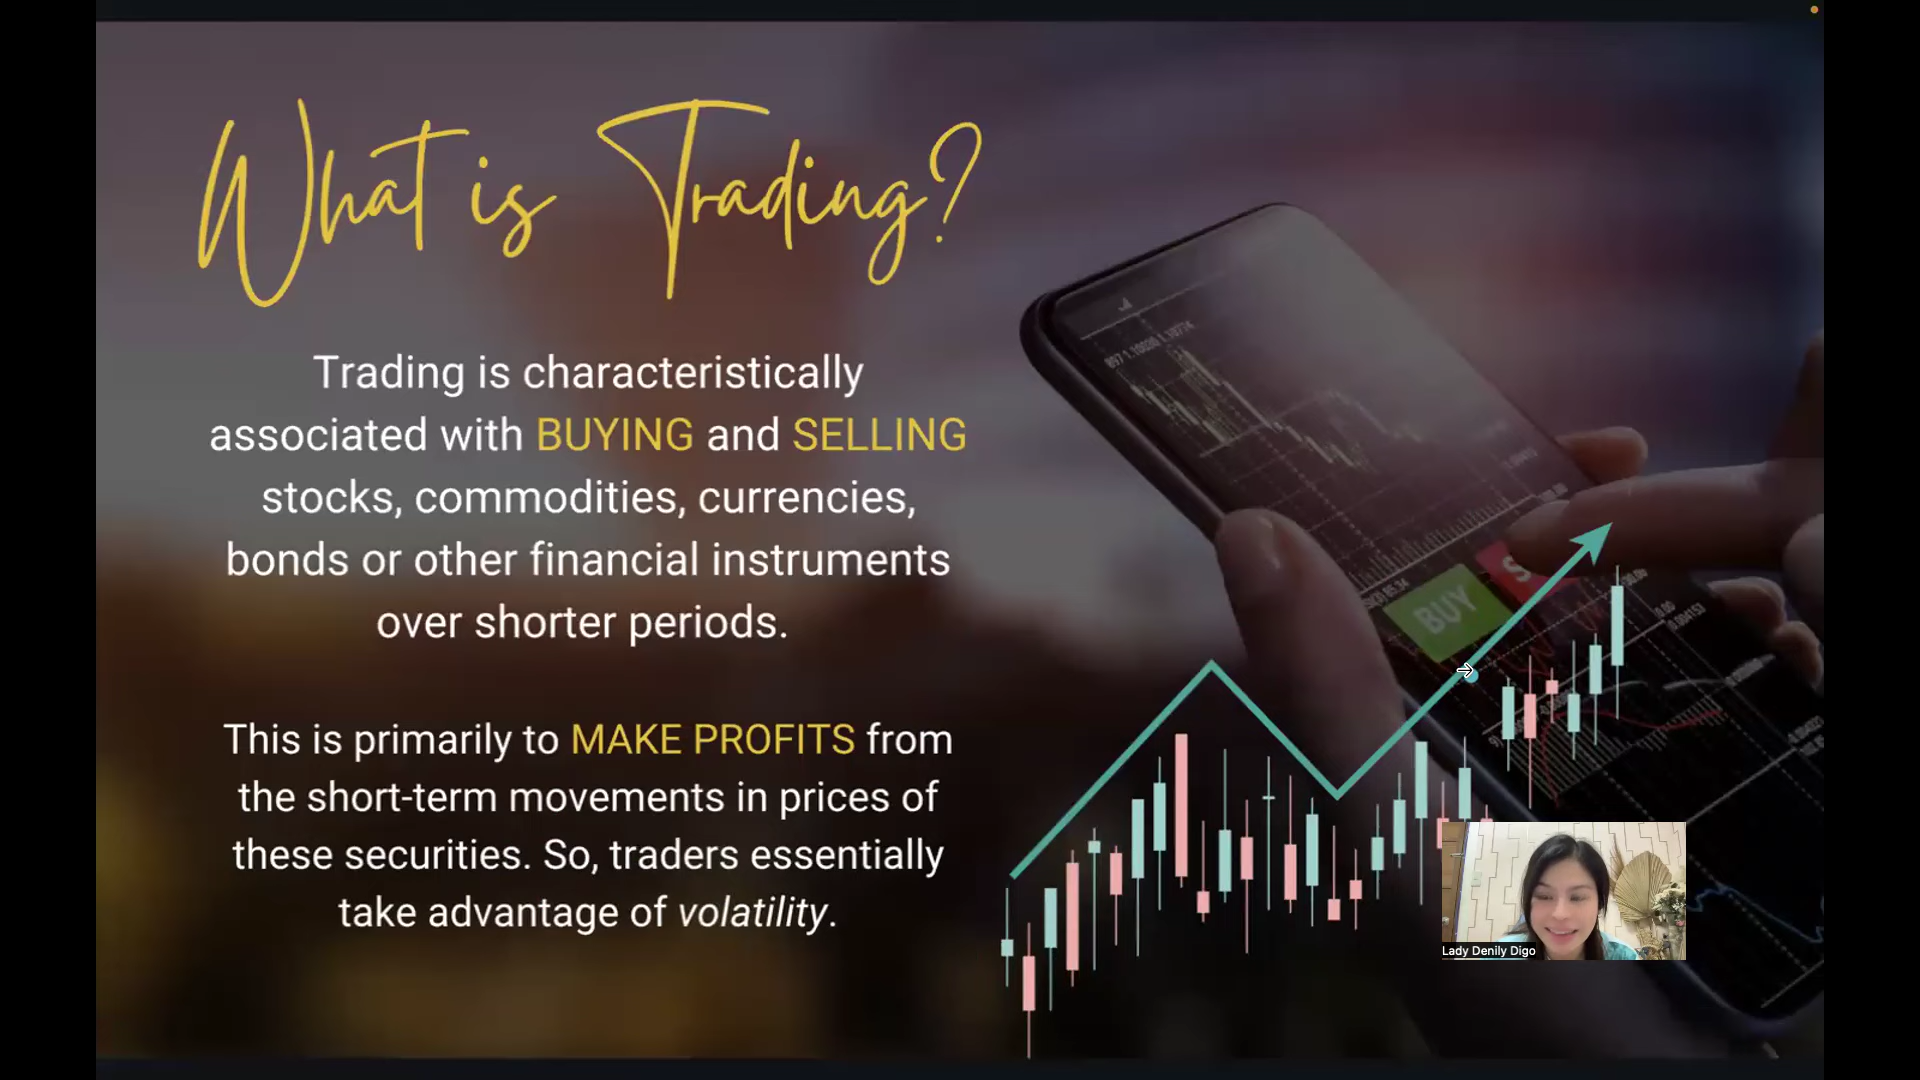 What is Trading?
Trading is characteristically
associated with BUYING and SELLING
stocks, commodities, currencies,
bonds or other financial instruments
over shorter periods.
This is primarily to MAKE PROFITS from
the short-term movements in prices of
these securities. So, traders essentially
take advantage of volatility.
BUY
Lady Denily Digo